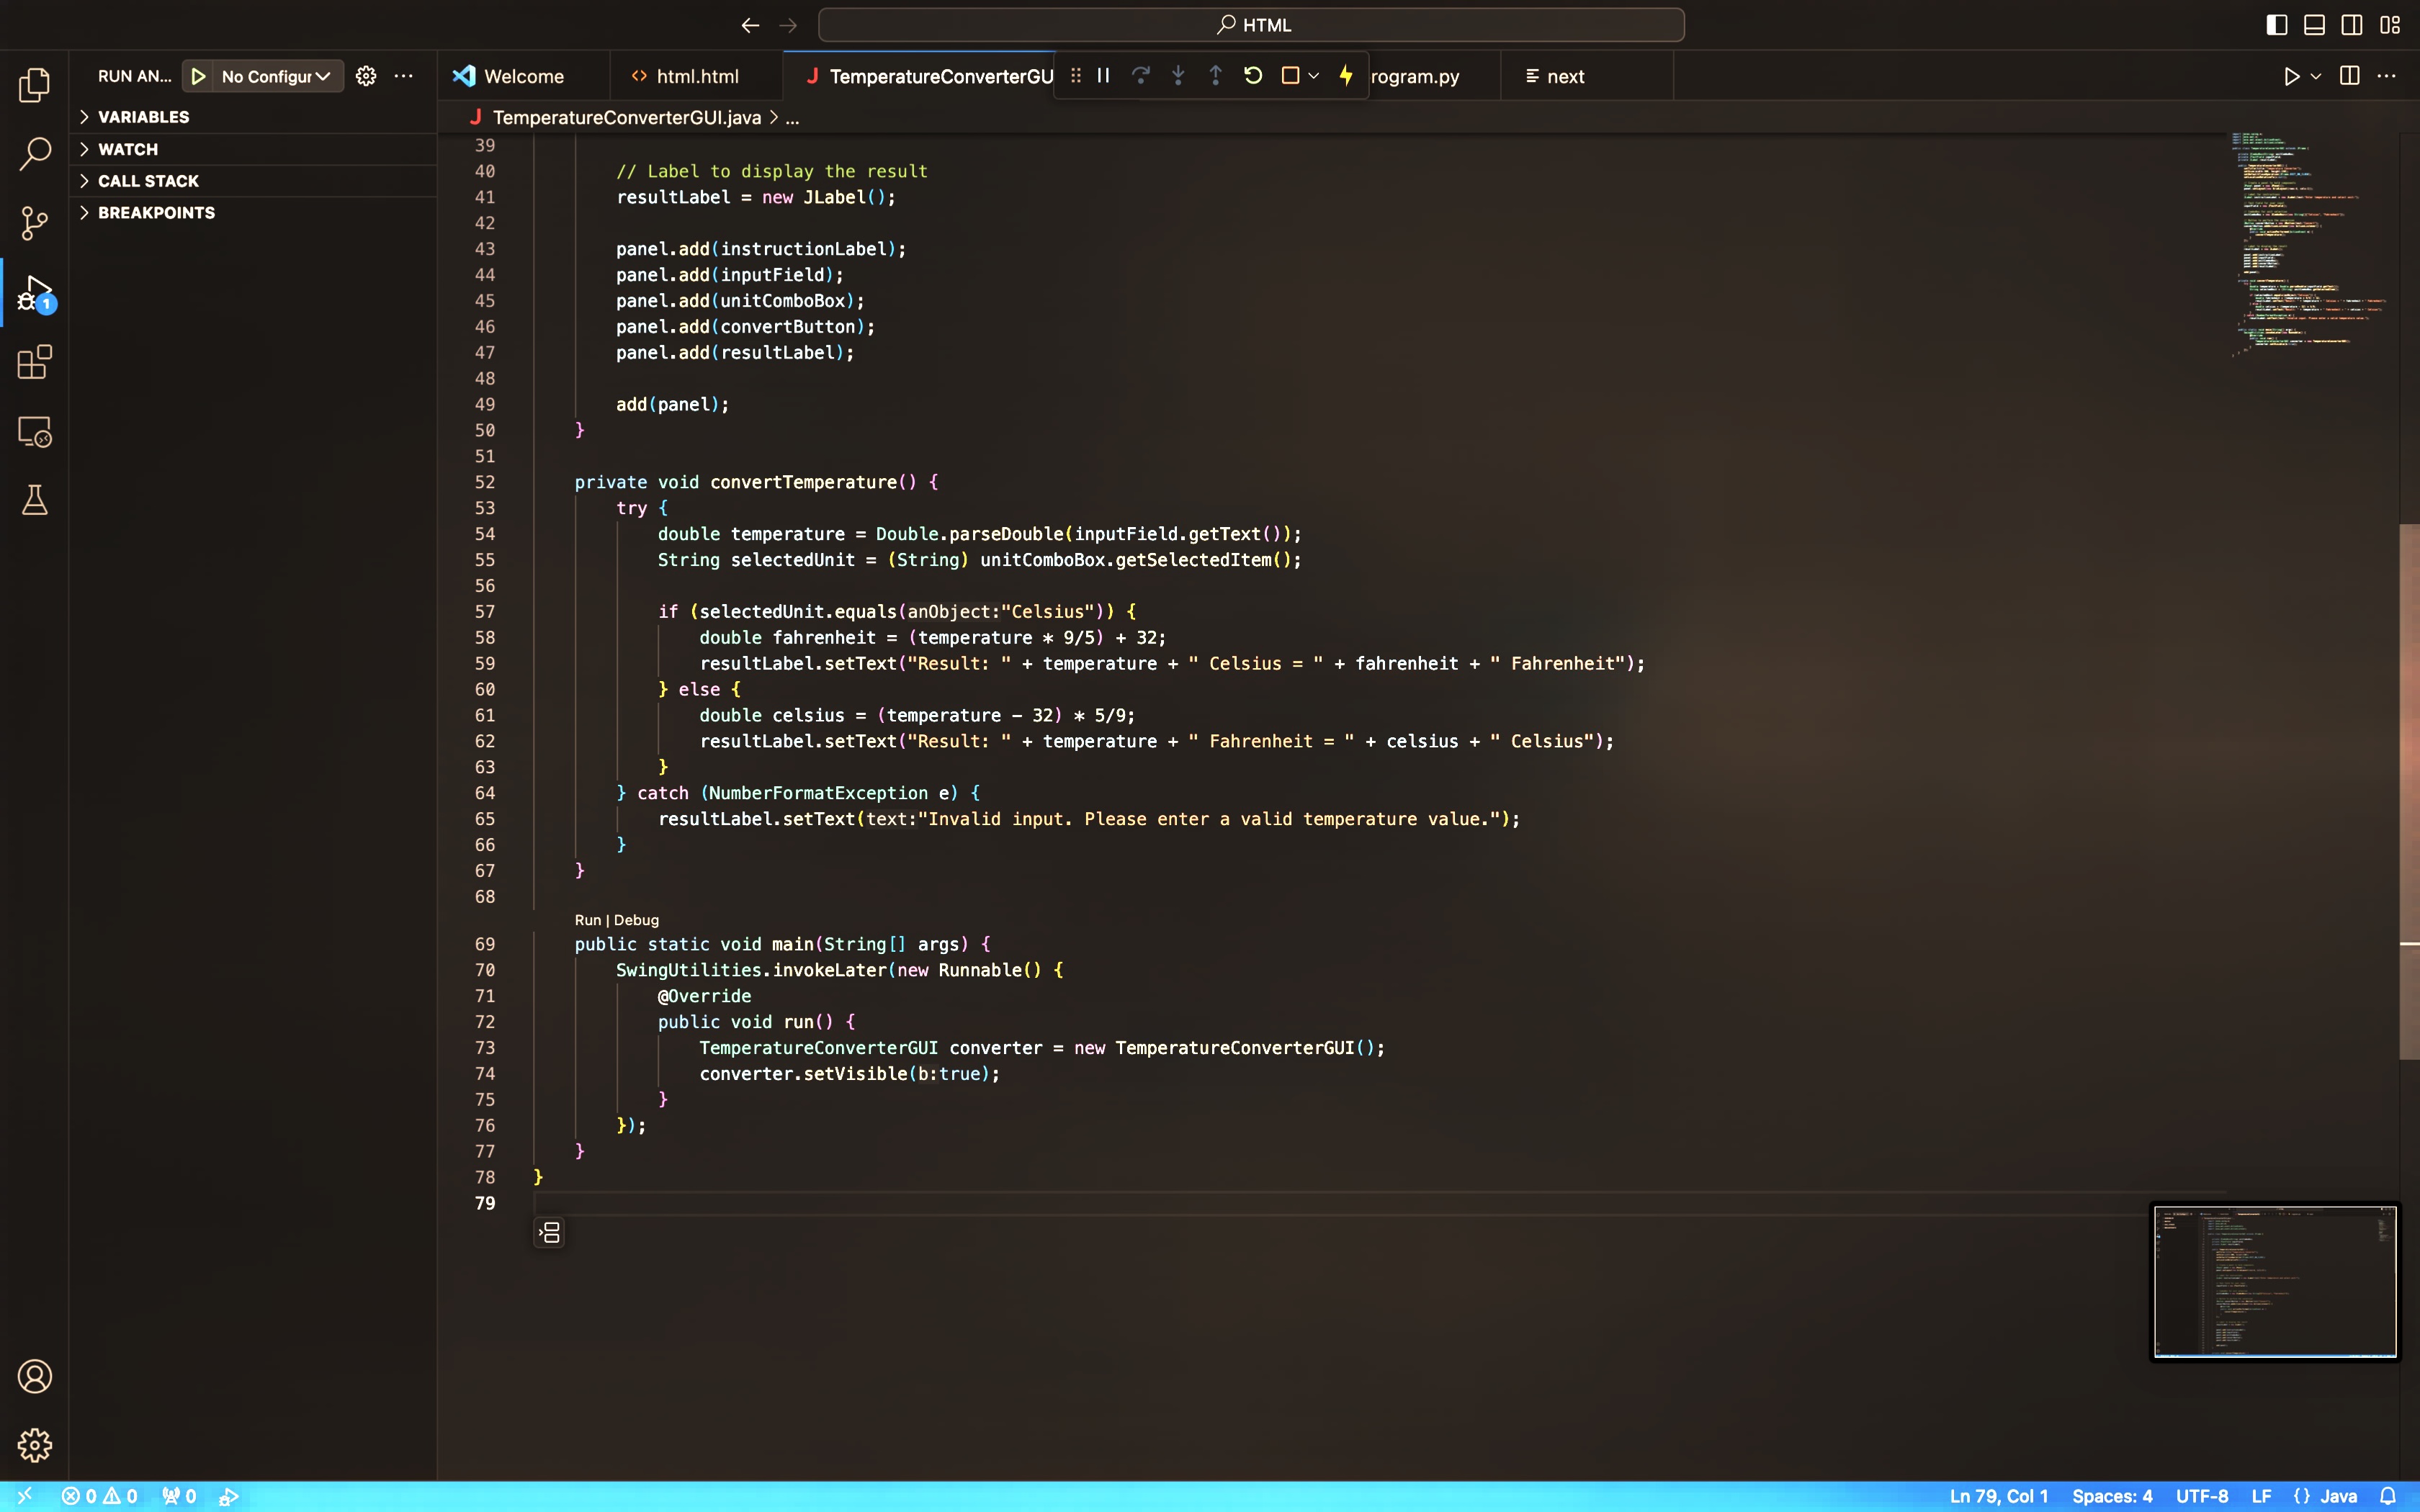 HTML
RUN AN... No Configur
Welcome
html.html
TemperatureConverterGU
rogram.py
next
TemperatureConverterGUI.java > ...
VARIABLES
WATCH
CALL STACK
BREAKPOINTS
1
39
40 // Label to display the result
41 resultLabel = new JLabel();
42
43 panel.add(instructionLabel);
44 panel.add(inputField);
45 panel.add(unitComboBox);
46 panel.add(convertButton);
47 panel.add(resultLabel);
48
49 add(panel);
50 }
51
52 private void convertTemperature() {
53 try {
54 double temperature = Double.parseDouble(inputField.getText());
55 String selectedUnit = (String) unitComboBox.getSelectedItem();
56
57 if (selectedUnit.equals(anObject:"Celsius")) {
58 double fahrenheit = (temperature * 9/5) + 32;
59 resultLabel.setText("Result: " + temperature + " Celsius = " + fahrenheit + " Fahrenheit");
60 } else {
61 double celsius = (temperature - 32) * 5/9;
62 resultLabel.setText("Result: " + temperature + " Fahrenheit = " + celsius + " Celsius");
63 }
64 } catch (NumberFormatException e) {
65 resultLabel.setText(text:"Invalid input. Please enter a valid temperature value.");
66 }
67 }
68
Run | Debug
69 public static void main(String[] args) {
70 SwingUtilities.invokeLater(new Runnable() {
71 @Override
72 public void run() {
73 TemperatureConverterGUI converter = new TemperatureConverterGUI();
74 converter.setVisible(b:true);
75 }
76 });
77 }
78 }
79
0 0 0
Ln 79, Col 1 Spaces: 4 UTF-8 LF {} Java